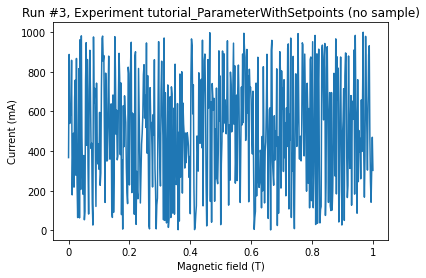 Run #3, Experiment tutorial_ParameterWithSetpoints (no sample)
1000
800
600
400
200
0
Current (mA)
0 0.2 0.4 0.6 0.8 1
Magnetic field (T)